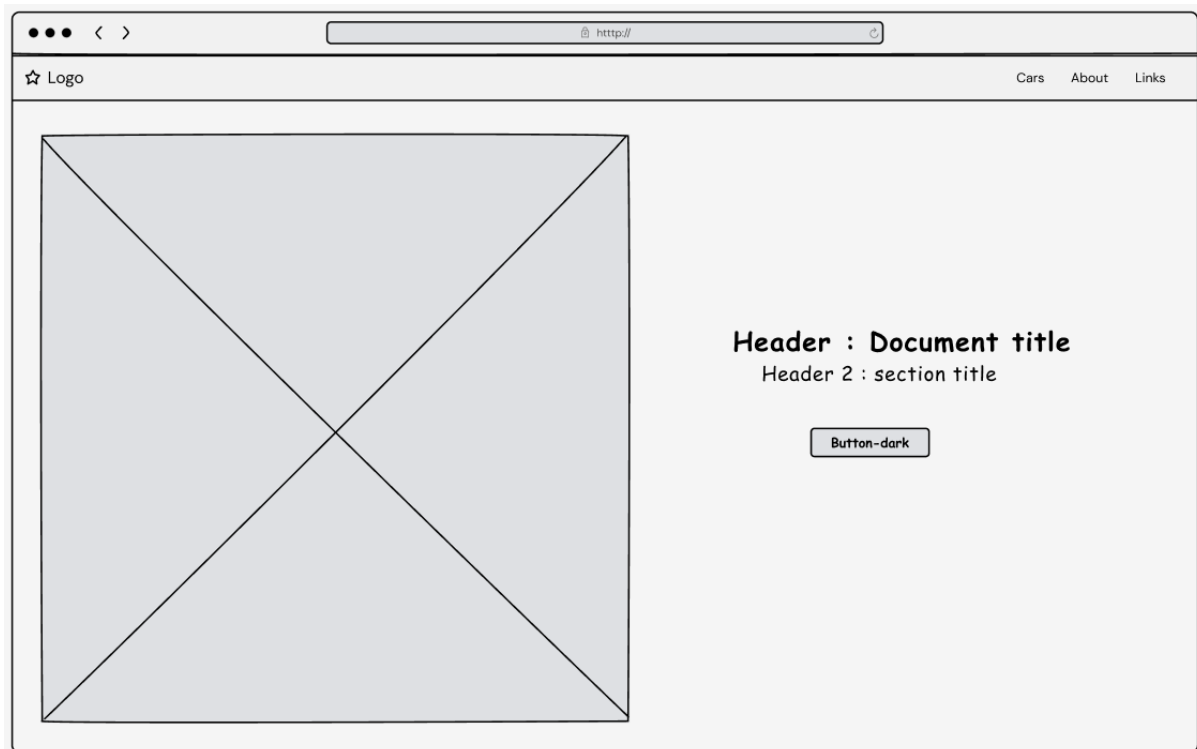 htttp://
Logo
Cars About Links
Header : Document title
Header 2 : section title
Button-dark